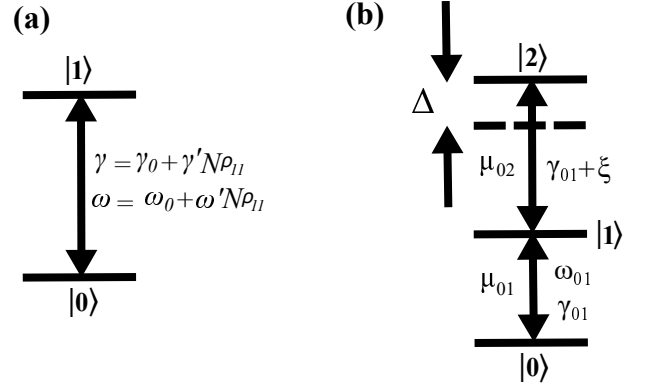 (a)
|1⟩
γ = γ₀ + γ′Nρ₁₁
ω = ω₀ + ω′Nρ₁₁
|0⟩
(b)
|2⟩
Δ
μ₀₂
γ₀₁ + ξ
|1⟩
μ₀₁
ω₀₁
γ₀₁
|0⟩